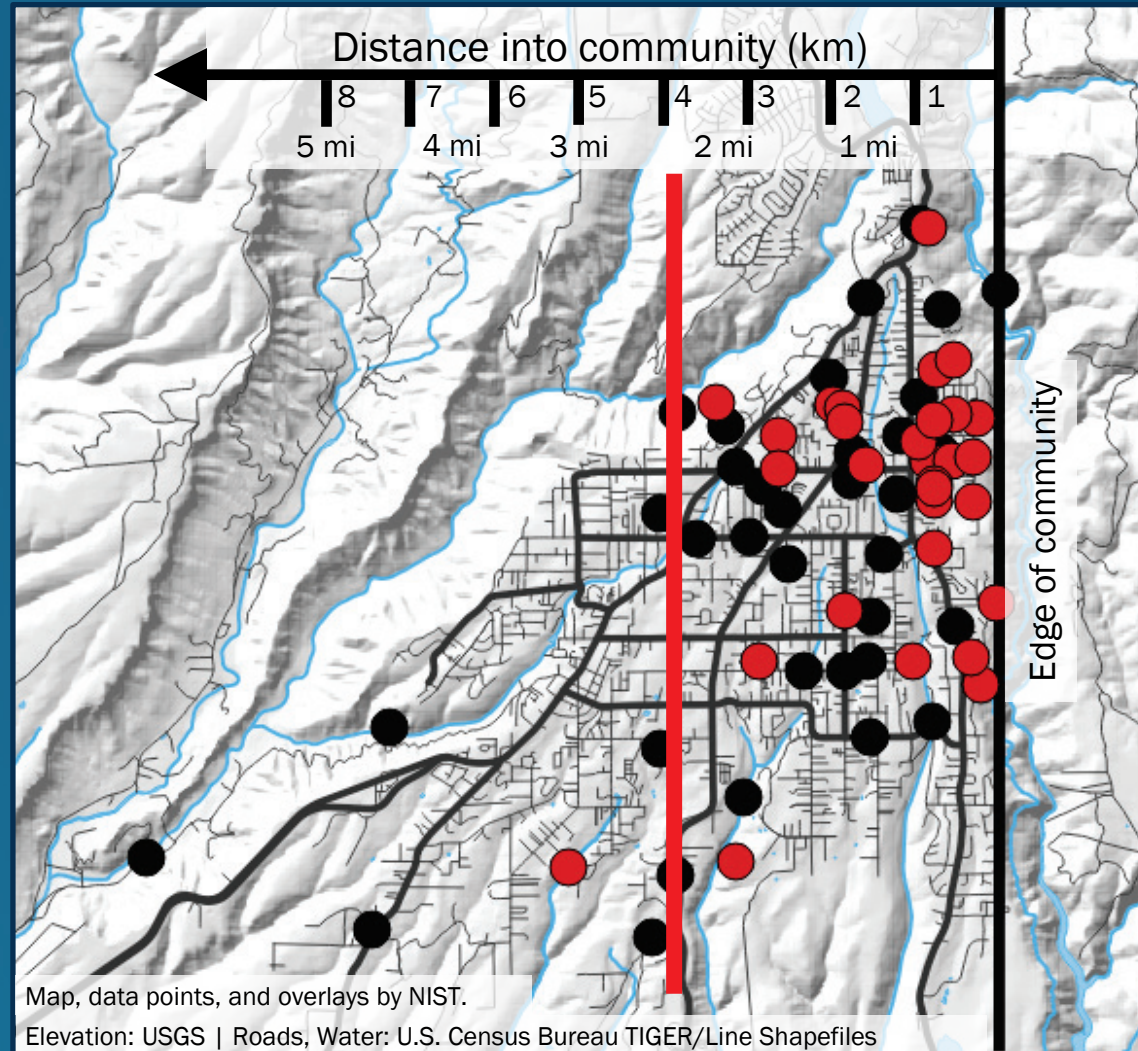 Distance into community (km)
8 7 6 5 4 3 2 1
5 mi 4 mi 3 mi 2 mi 1 mi
Edge of community
Map, data points, and overlays by NIST.
Elevation: USGS | Roads, Water: U.S. Census Bureau TIGER/Line Shapefiles